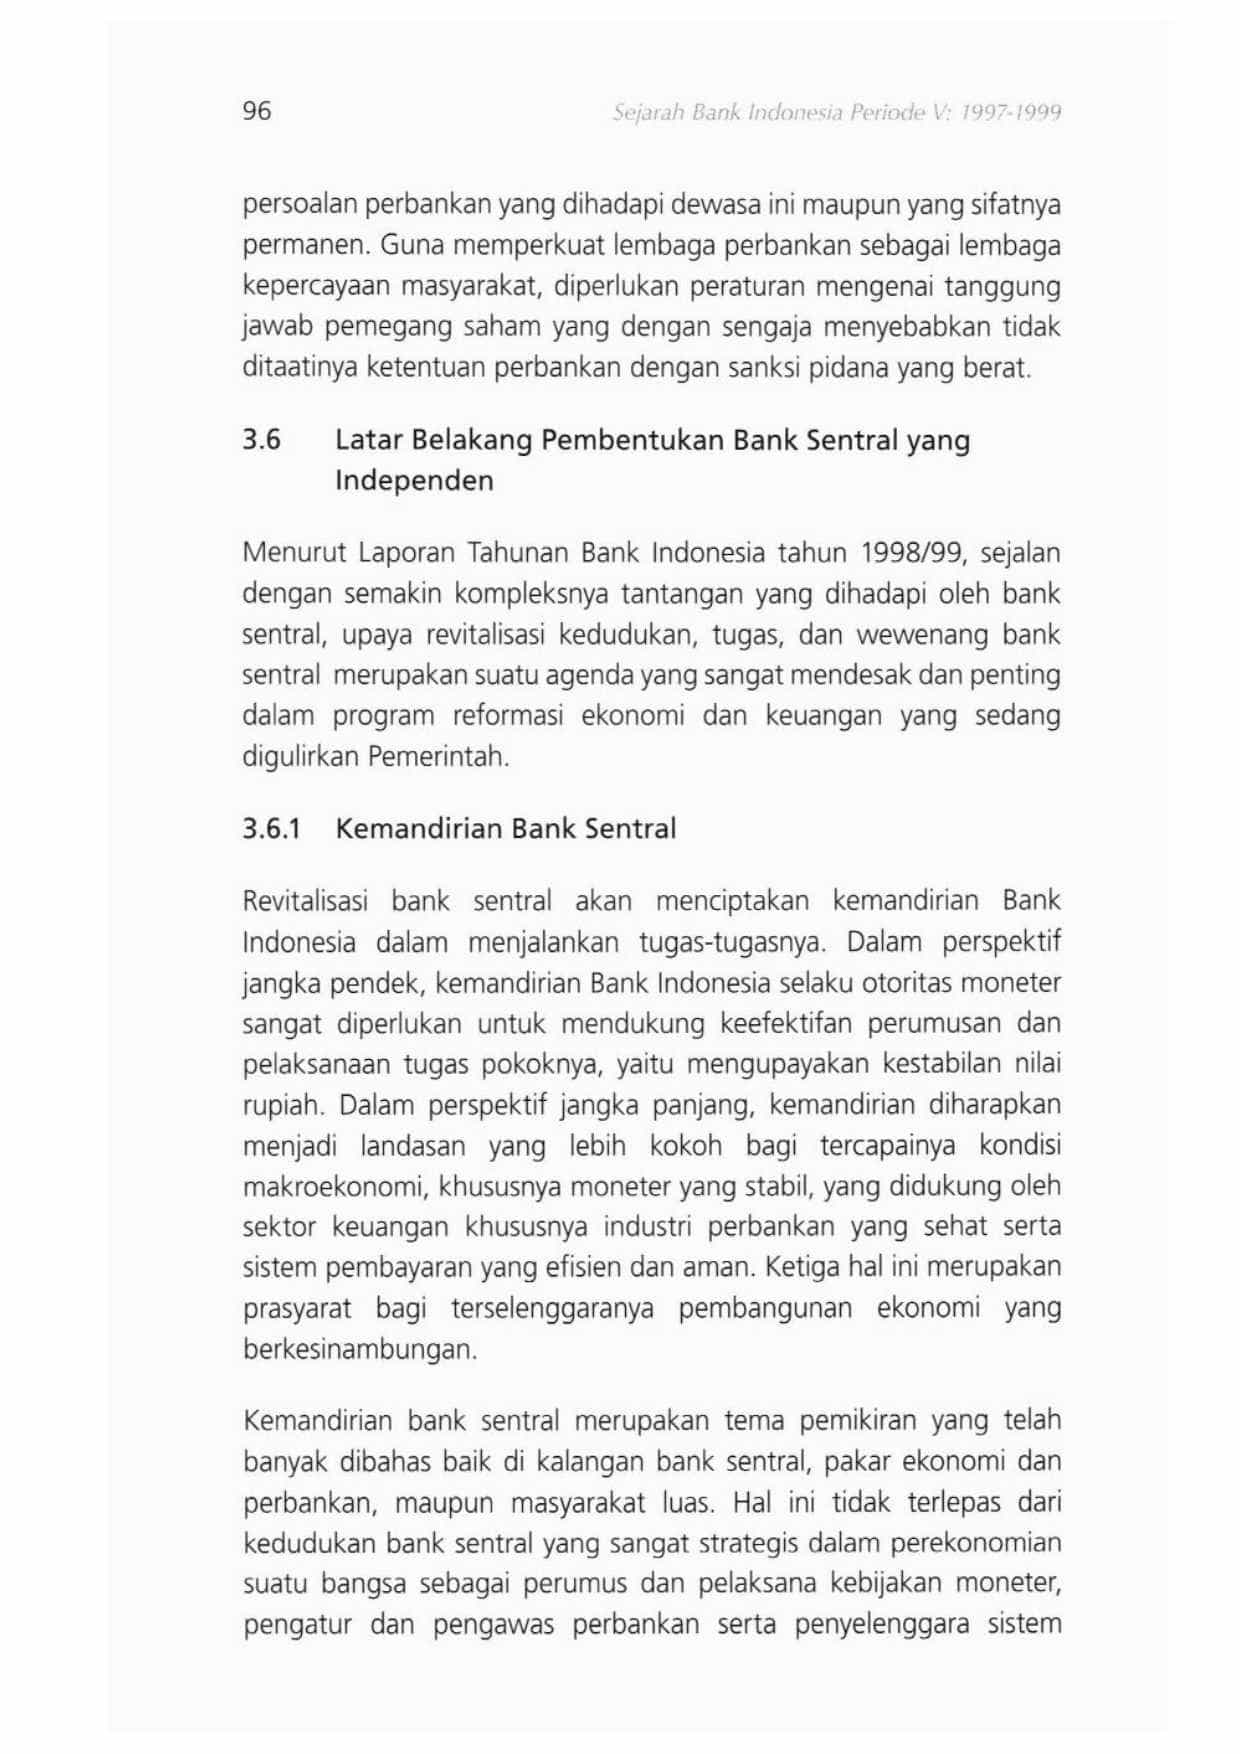 96
Sejarah Bank Indonesia Periode V: 1997-1999
persoalan perbankan yang dihadapi dewasa ini maupun yang sifatnya
permanen. Guna memperkuat lembaga perbankan sebagai lembaga
kepercayaan masyarakat, diperlukan peraturan mengenai tanggung
jawab pemegang saham yang dengan sengaja menyebabkan tidak
ditaatinya ketentuan perbankan dengan sanksi pidana yang berat.
3.6 Latar Belakang Pembentukan Bank Sentral yang
Independen
Menurut Laporan Tahunan Bank Indonesia tahun 1998/99, sejalan
dengan semakin kompleksnya tantangan yang dihadapi oleh bank
sentral, upaya revitalisasi kedudukan, tugas, dan wewenang bank
sentral merupakan suatu agenda yang sangat mendesak dan penting
dalam program reformasi ekonomi dan keuangan yang sedang
digulirkan Pemerintah.
3.6.1 Kemandirian Bank Sentral
Revitalisasi bank sentral akan menciptakan kemandirian Bank
Indonesia dalam menjalankan tugas-tugasnya. Dalam perspektif
jangka pendek, kemandirian Bank Indonesia selaku otoritas moneter
sangat diperlukan untuk mendukung keefektifan perumusan dan
pelaksanaan tugas pokoknya, yaitu mengupayakan kestabilan nilai
rupiah. Dalam perspektif jangka panjang, kemandirian diharapkan
menjadi landasan yang lebih kokoh bagi tercapainya kondisi
makroekonomi, khususnya moneter yang stabil, yang didukung oleh
sektor keuangan khususnya industri perbankan yang sehat serta
sistem pembayaran yang efisien dan aman. Ketiga hal ini merupakan
prasyarat bagi terselenggaranya pembangunan ekonomi yang
berkesinambungan.
Kemandirian bank sentral merupakan tema pemikiran yang telah
banyak dibahas baik di kalangan bank sentral, pakar ekonomi dan
perbankan, maupun masyarakat luas. Hal ini tidak terlepas dari
kedudukan bank sentral yang sangat strategis dalam perekonomian
suatu bangsa sebagai perumus dan pelaksana kebijakan moneter,
pengatur dan pengawas perbankan serta penyelenggara sistem